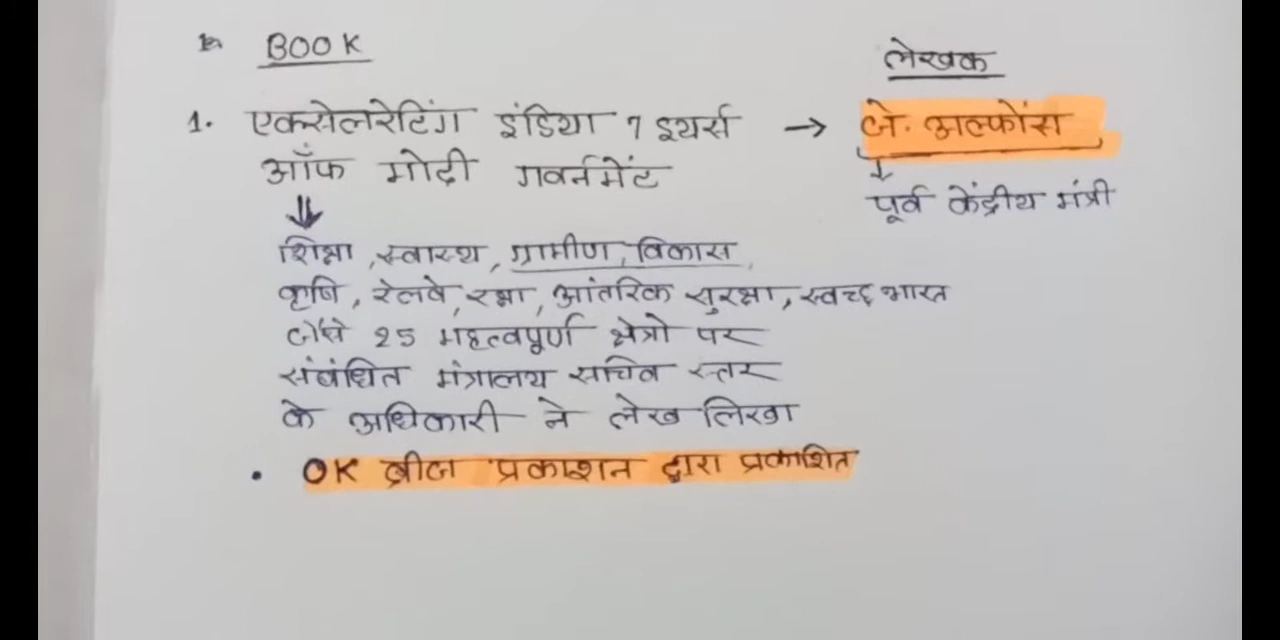 BOOK
लेखक
1. एक्सेलरेटिंग इंडिया 7 इयर्स → जे. अल्फोंस
ऑफ मोदी गवर्नमेंट
पूर्व केंद्रीय मंत्री
शिक्षा, स्वास्थ, ग्रामीण, विकास,
कृषि, रेलवे, रक्षा, आंतरिक सुरक्षा, स्वच्छ भारत
जैसे 25 महत्वपूर्ण क्षेत्रो पर
संबंधित मंत्रालय सचिव स्तर
के अधिकारी ने लेख लिखा
• OK ब्रीज प्रकाशन द्वारा प्रकाशित